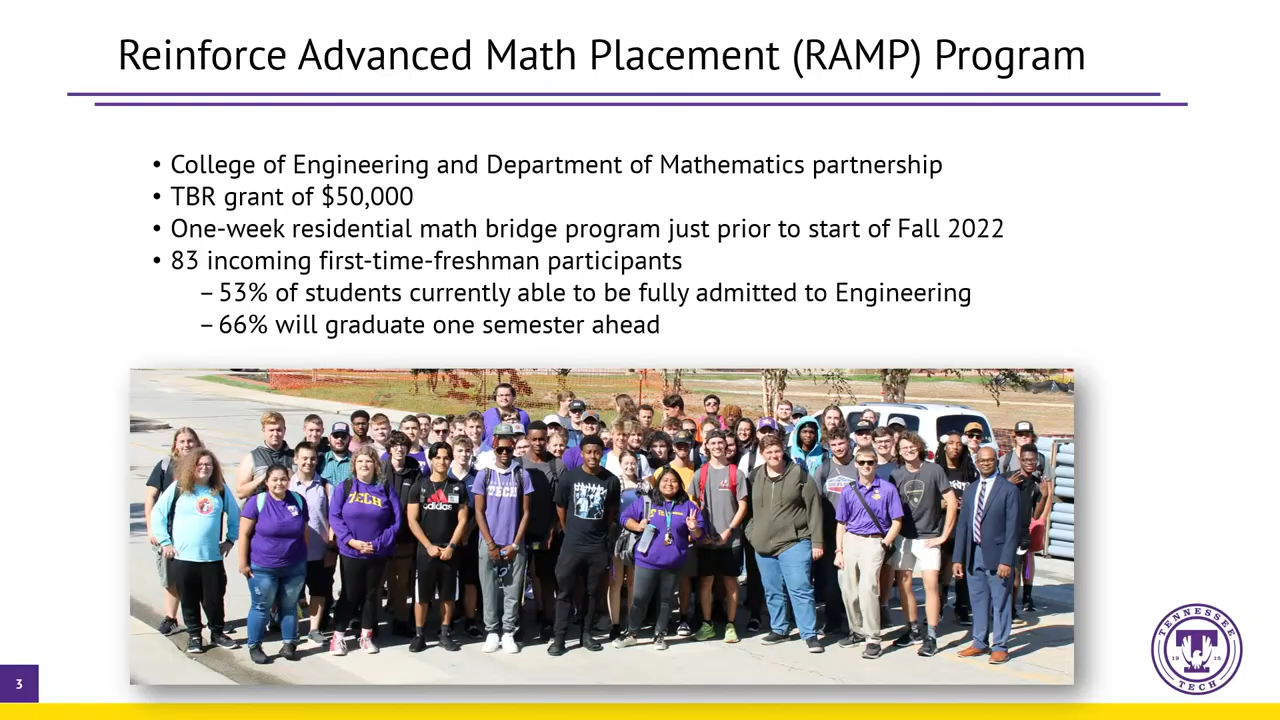 Reinforce Advanced Math Placement (RAMP) Program
• College of Engineering and Department of Mathematics partnership
• TBR grant of $50,000
• One-week residential math bridge program just prior to start of Fall 2022
• 83 incoming first-time-freshman participants
– 53% of students currently able to be fully admitted to Engineering
– 66% will graduate one semester ahead
TECH
adidas
TECH
3
TENNESSEE
19 15
TECH